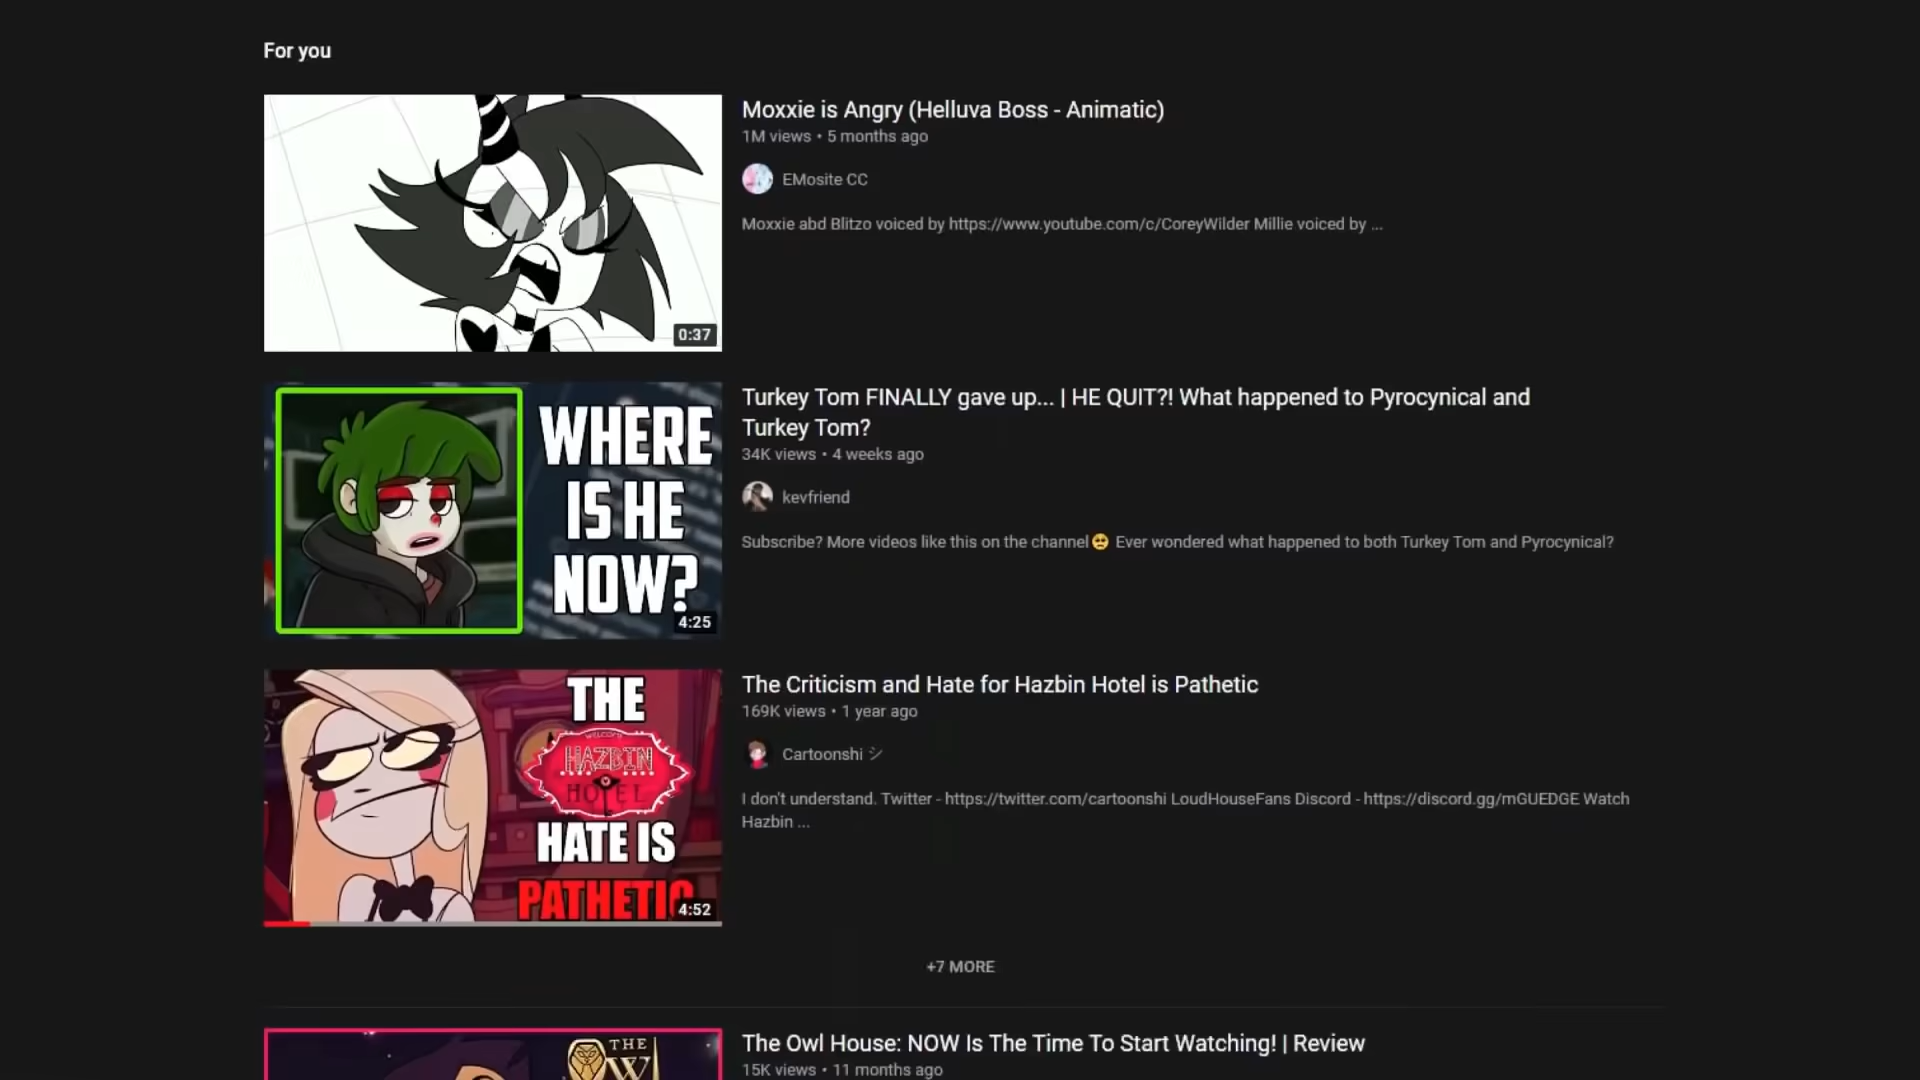 For you
Moxxie is Angry (Helluva Boss - Animatic)
1M views • 5 months ago
EMosite CC
Moxxie abd Blitzo voiced by https://www.youtube.com/c/CoreyWilder Millie voiced by ...
0:37
WHERE
IS HE
NOW?
4:25
Turkey Tom FINALLY gave up... | HE QUIT?! What happened to Pyrocynical and
Turkey Tom?
34K views • 4 weeks ago
kevfriend
Subscribe? More videos like this on the channel🥺 Ever wondered what happened to both Turkey Tom and Pyrocynical?
THE
WELCOME
HAZBIN
HOTEL
HATE IS
PATHETIC
4:52
The Criticism and Hate for Hazbin Hotel is Pathetic
169K views • 1 year ago
Cartoonshi シ
I don't understand. Twitter - https://twitter.com/cartoonshi LoudHouseFans Discord - https://discord.gg/mGUEDGE Watch
Hazbin ...
+7 MORE
THE
The Owl House: NOW Is The Time To Start Watching! | Review
15K views • 11 months ago